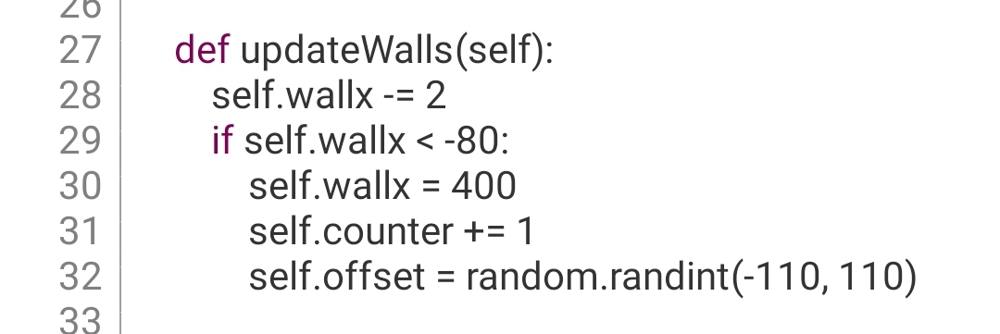 26
27 def updateWalls(self):
28 self.wallx -= 2
29 if self.wallx < -80:
30 self.wallx = 400
31 self.counter += 1
32 self.offset = random.randint(-110, 110)
33